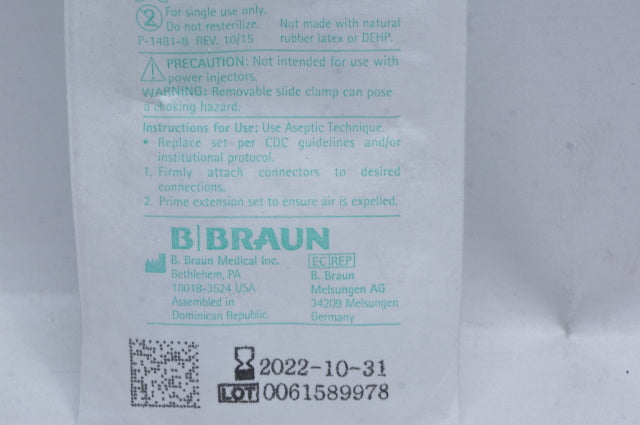 2
For single use only.
Do not resterilize. Not made with natural
P-1481-8 REV. 10/15 rubber latex or DEHP.
PRECAUTION: Not intended for use with
power injectors.
WARNING: Removable slide clamp can pose
a choking hazard.
Instructions for Use: Use Aseptic Technique.
* Replace set per CDC guidelines and/or
institutional protocol.
1. Firmly attach connectors to desired
connections.
2. Prime extension set to ensure air is expelled.
B|BRAUN
B. Braun Medical Inc.
Bethlehem, PA
18018-3524 USA
Assembled in
Dominican Republic.
EC REP
B. Braun
Melsungen AG
34209 Melsungen
Germany
2022-10-31
LOT 0061589978